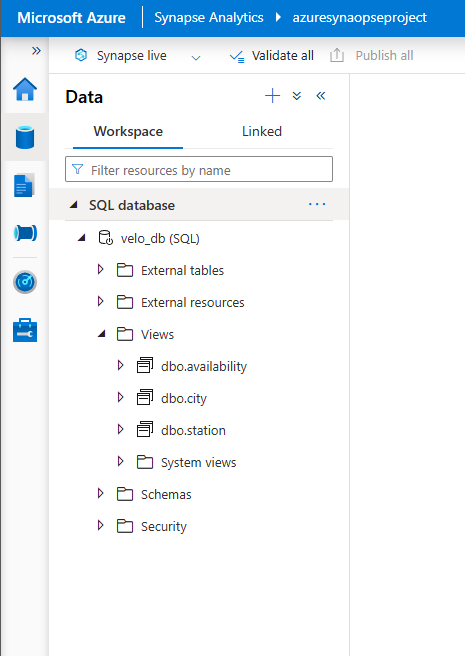 Microsoft Azure Synapse Analytics azuresynaopseproject
Synapse live Validate all Publish all
Data
Workspace Linked
Filter resources by name
SQL database
velo_db (SQL)
External tables
External resources
Views
dbo.availability
dbo.city
dbo.station
System views
Schemas
Security